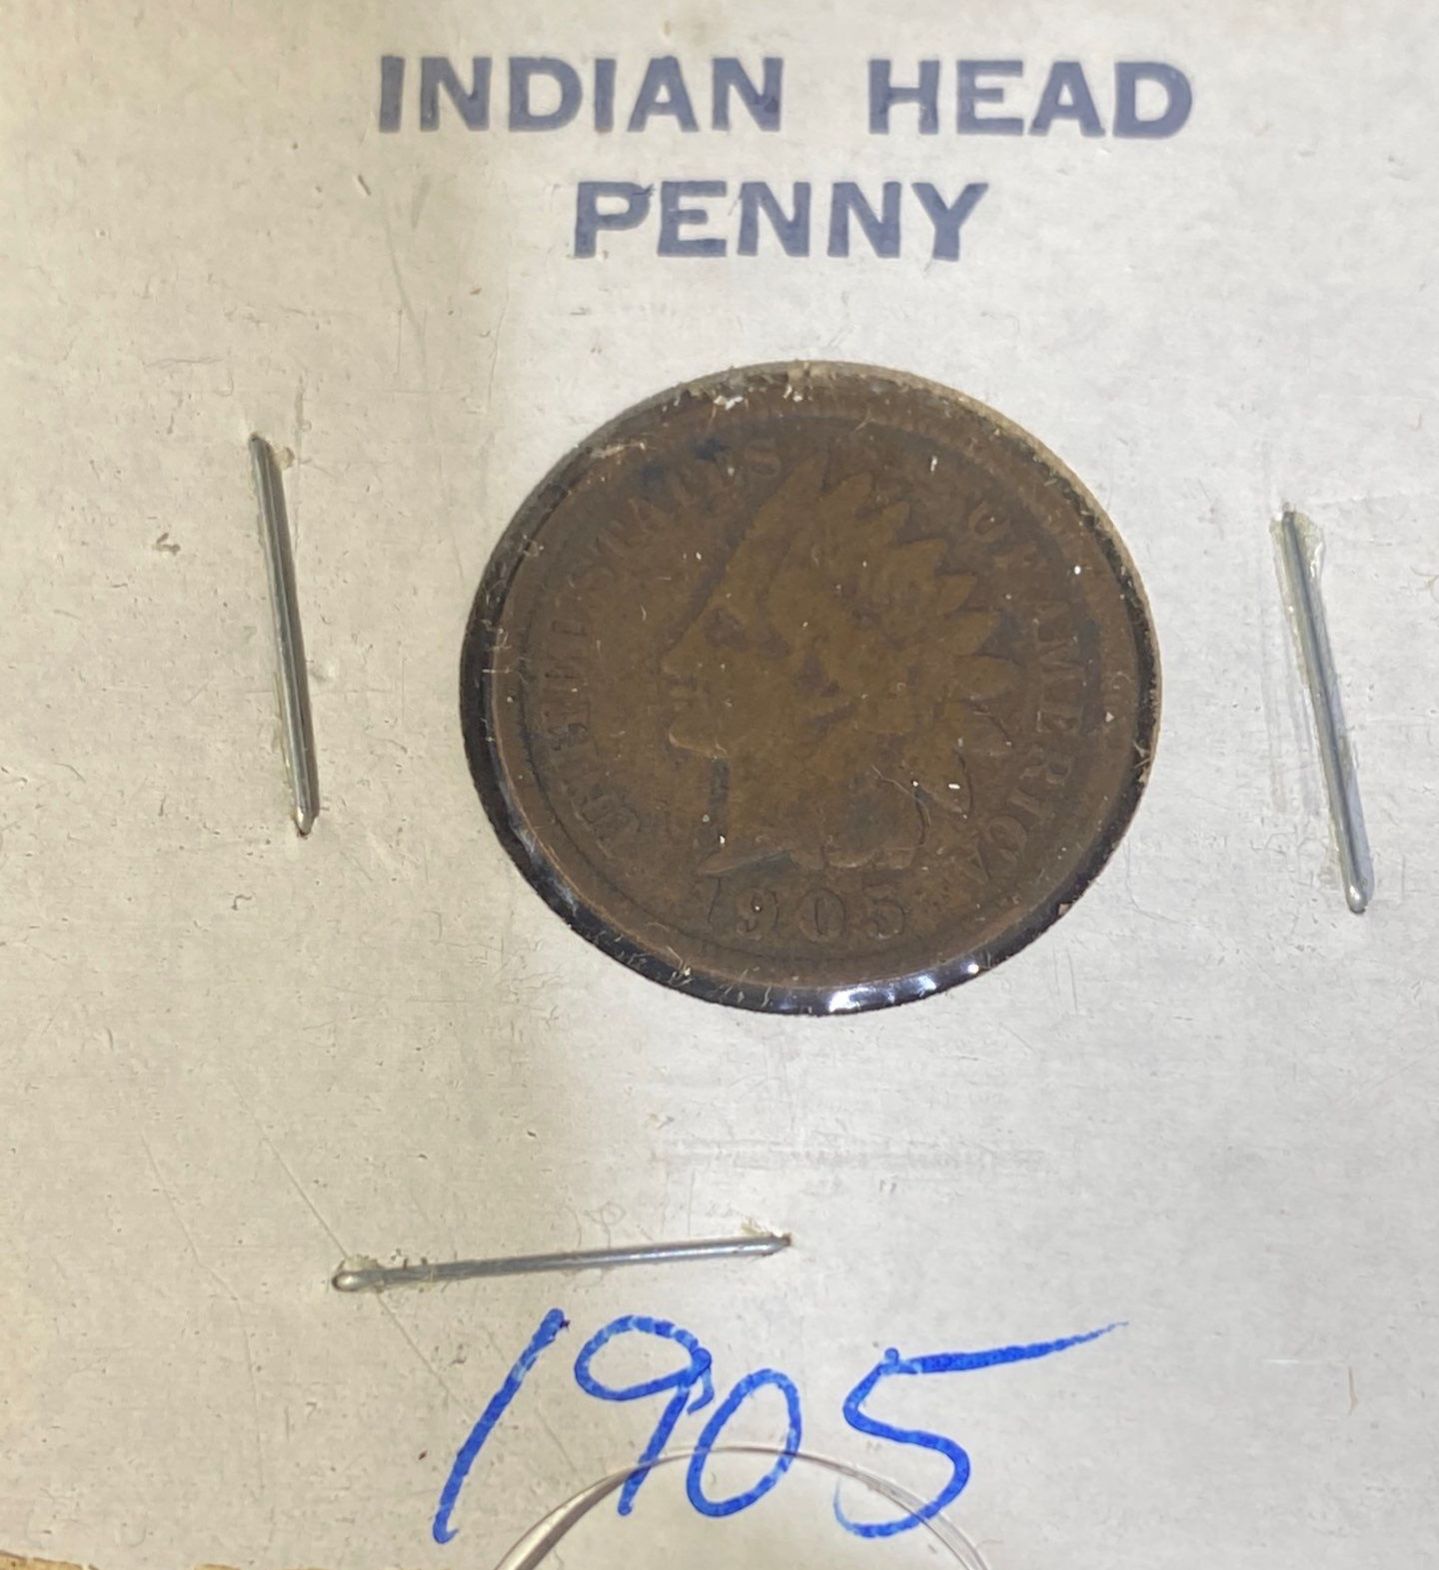 INDIAN HEAD
PENNY
UNITED STATES OF AMERICA
1905
1905